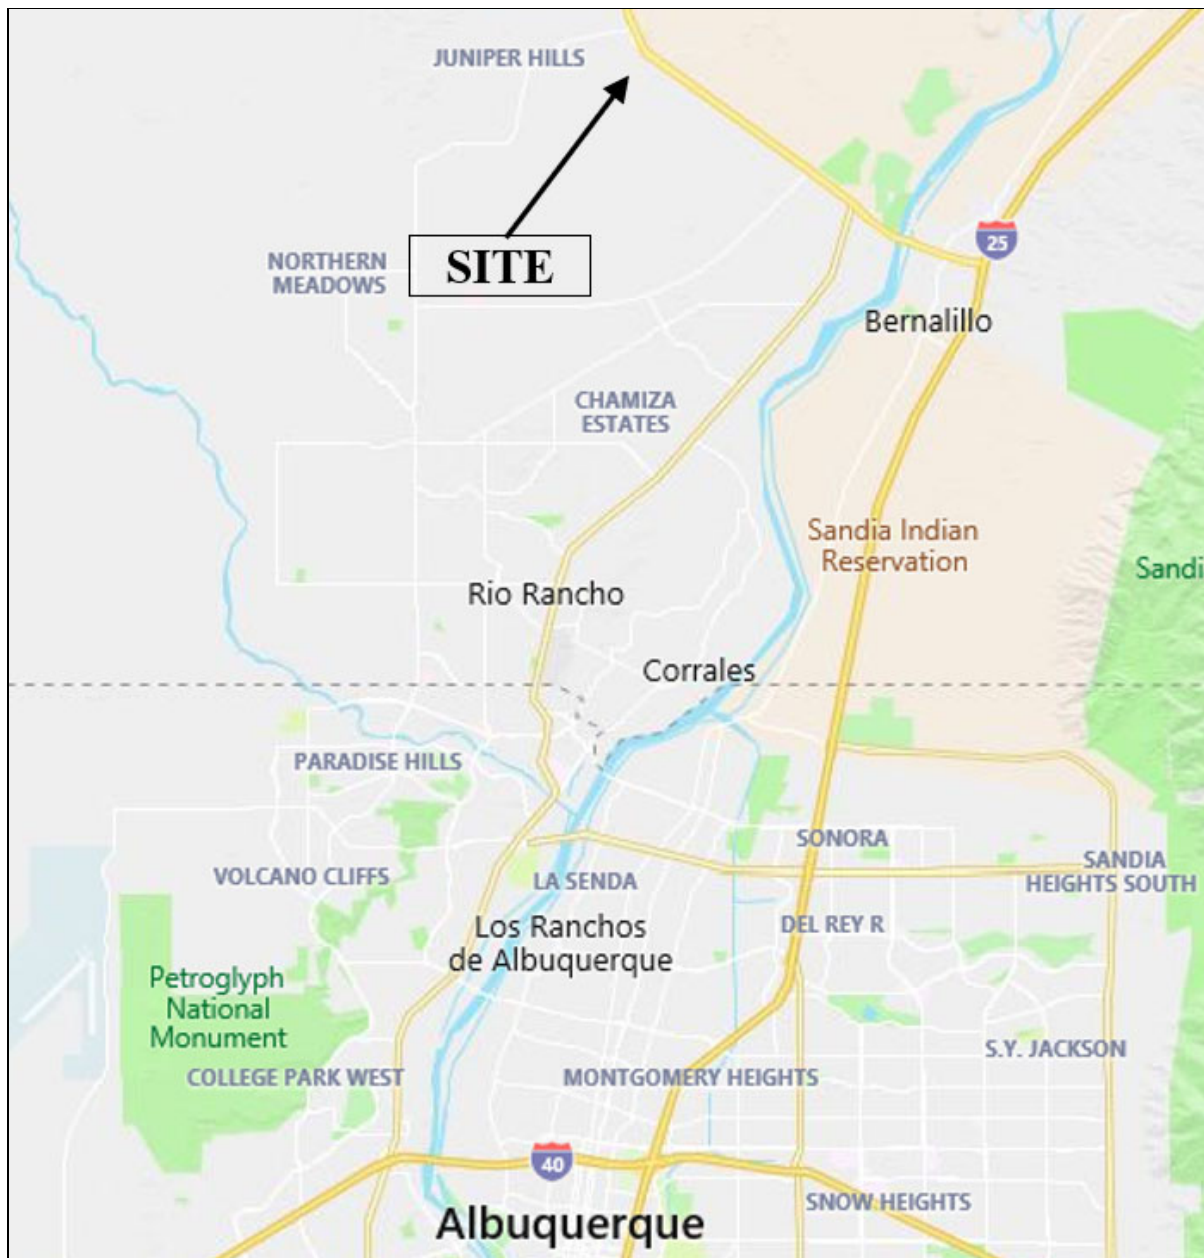 JUNIPER HILLS
25
NORTHERN
MEADOWS
SITE
Bernalillo
CHAMIZA
ESTATES
Sandia Indian
Reservation
Sandi
Rio Rancho
Corrales
PARADISE HILLS
SONORA
SANDIA
HEIGHTS SOUTH
VOLCANO CLIFFS
LA SENDA
DEL REY R
Los Ranchos
de Albuquerque
Petroglyph
National
Monument
S.Y. JACKSON
COLLEGE PARK WEST
MONTGOMERY HEIGHTS
40
SNOW HEIGHTS
Albuquerque